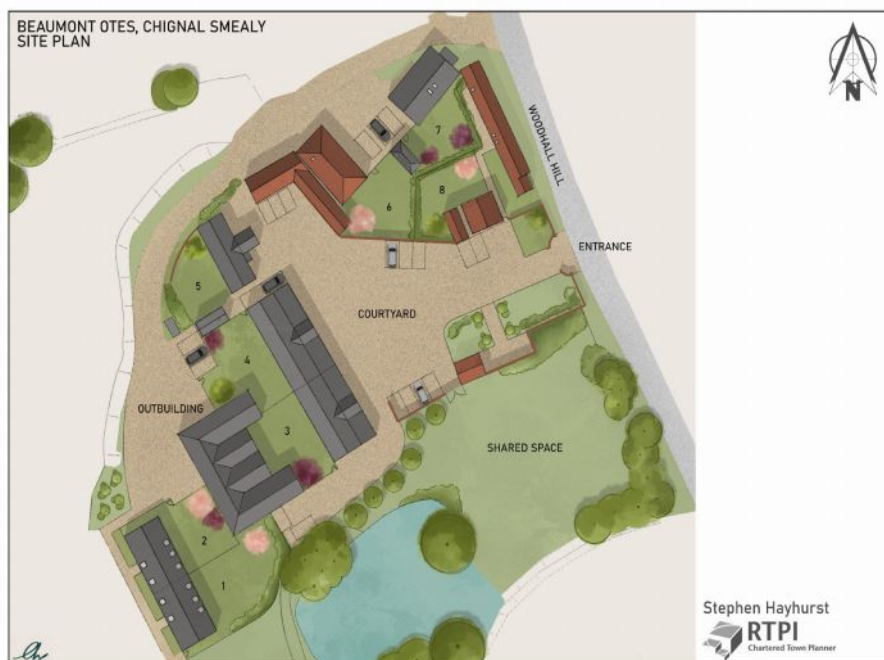 BEAUMONT OTES, CHIGNAL SMEALY
SITE PLAN
N
WOODHALL HILL
7
8
6
ENTRANCE
5
COURTYARD
4
OUTBUILDING
3
SHARED SPACE
2
1
Stephen Hayhurst
RTPI
Chartered Town Planner